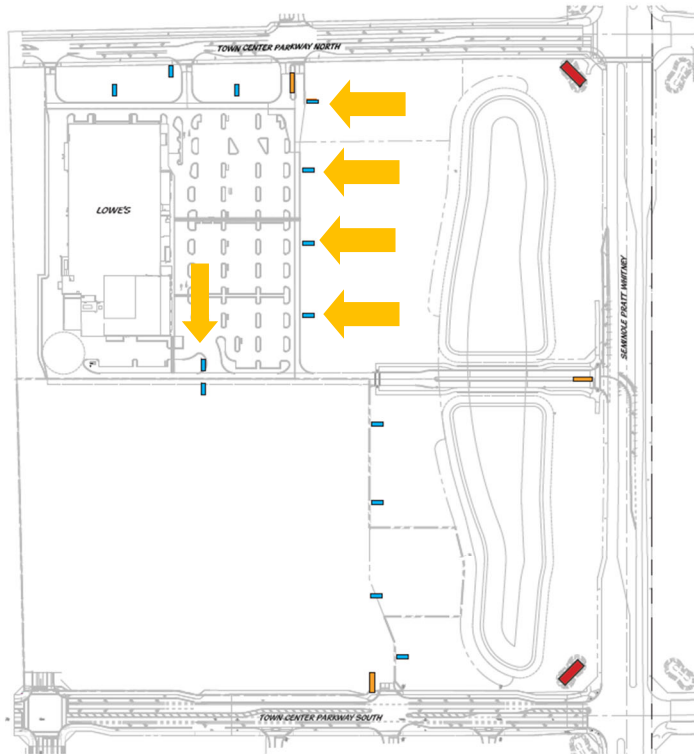 TOWN CENTER PARKWAY NORTH
LOWE'S
SEMINOLE PRATT WHITNEY
TOWN CENTER PARKWAY SOUTH